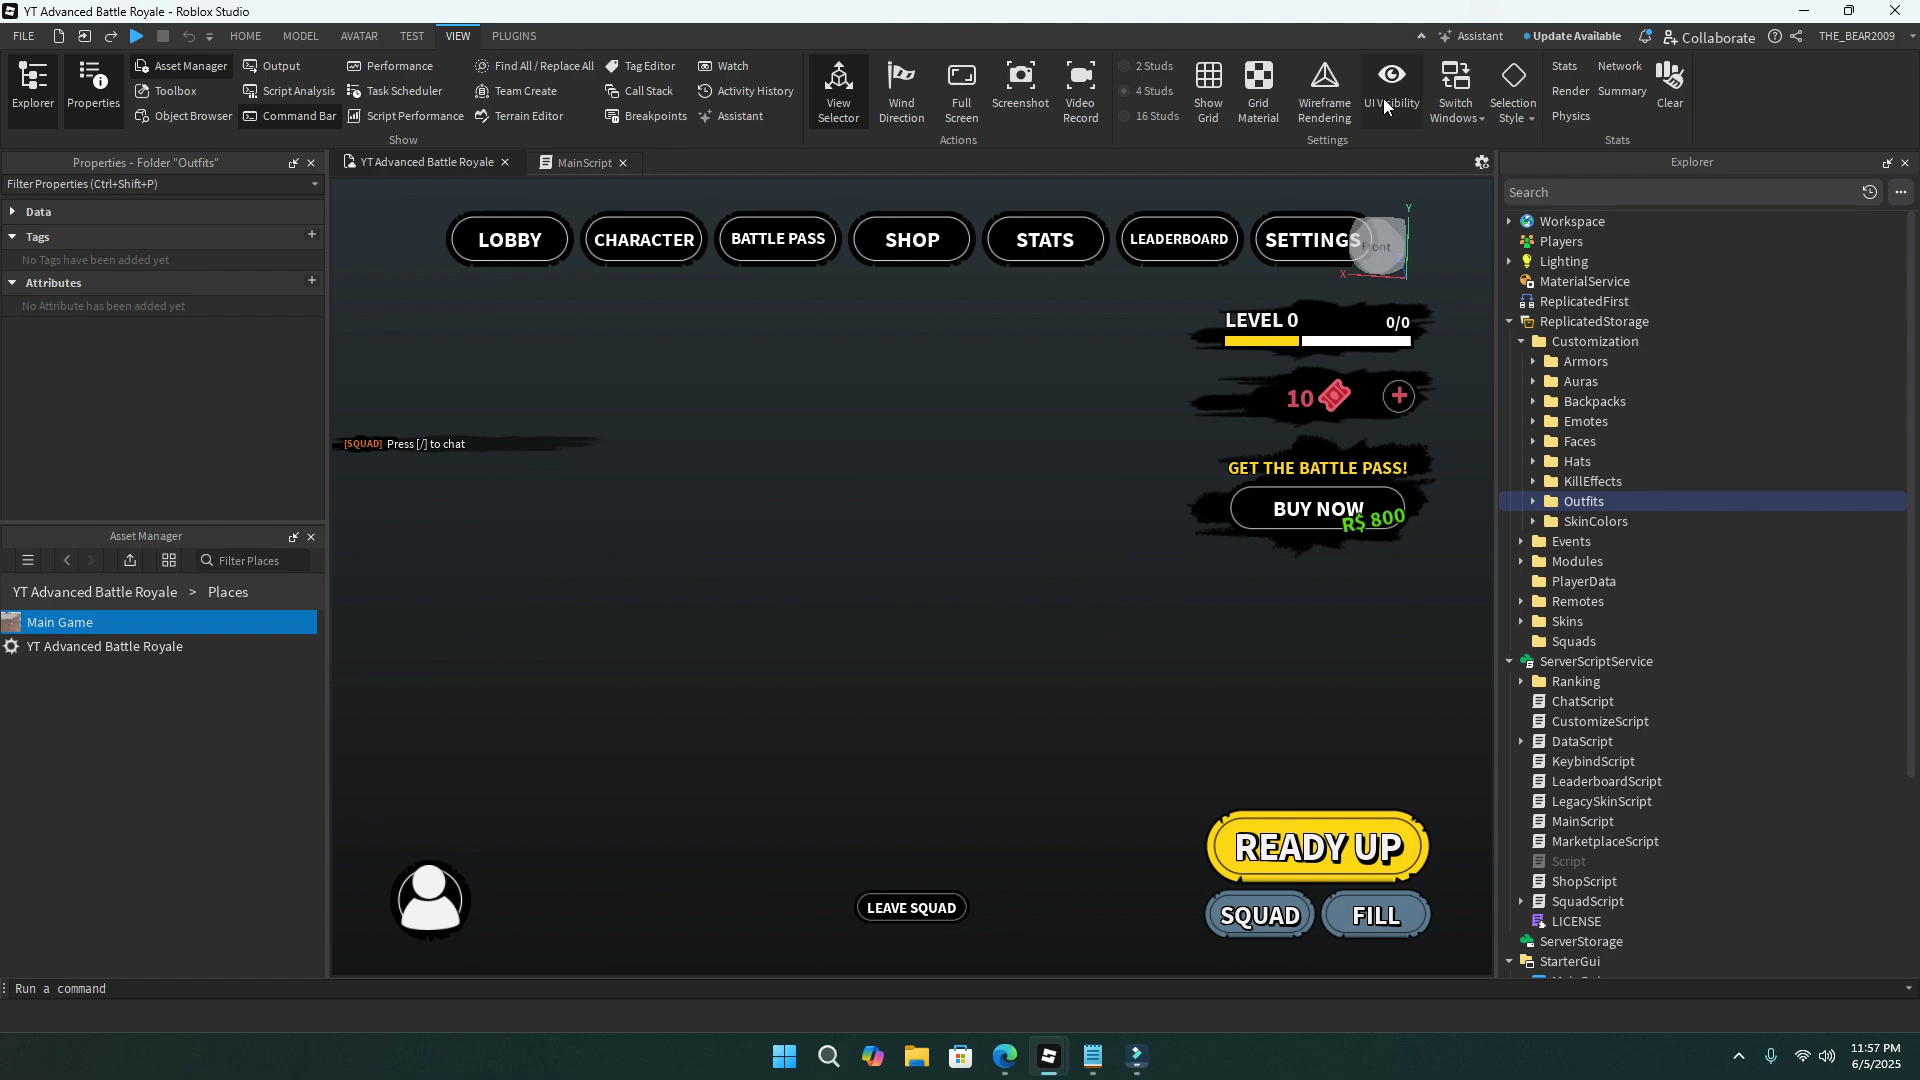 YT Advanced Battle Royale - Roblox Studio
FILE HOME MODEL AVATAR TEST VIEW PLUGINS Assistant Update Available Collaborate THE_BEAR2009
Explorer
Properties
Asset Manager Output Performance Find All / Replace All Tag Editor Watch
Toolbox Script Analysis Task Scheduler Team Create Call Stack Activity History
Object Browser Command Bar Script Performance Terrain Editor Breakpoints Assistant
Show
View Selector
Wind Direction
Full Screen
Screenshot
Video Record
Actions
2 Studs
4 Studs
16 Studs
Show Grid
Grid Material
Wireframe Rendering
Switch Windows
Selection Style
Settings
Stats Network
Render Summary
Physics
Clear
Stats
Properties - Folder "Outfits"
Filter Properties (Ctrl+Shift+P)
Data
Tags
No Tags have been added yet
Attributes
No Attribute has been added yet
Asset Manager
Filter Places
YT Advanced Battle Royale > Places
Main Game
YT Advanced Battle Royale
YT Advanced Battle Royale
MainScript
LOBBY
CHARACTER
BATTLE PASS
SHOP
STATS
LEADERBOARD
SETTINGS
Front
Y
X
LEVEL 0 0/0
10
+
[SQUAD] Press [/] to chat
GET THE BATTLE PASS!
BUY NOW
R$ 800
READY UP
LEAVE SQUAD
SQUAD
FILL
Explorer
Search
Workspace
Players
Lighting
MaterialService
ReplicatedFirst
ReplicatedStorage
Customization
Armors
Auras
Backpacks
Emotes
Faces
Hats
KillEffects
Outfits
SkinColors
Events
Modules
PlayerData
Remotes
Skins
Squads
ServerScriptService
Ranking
ChatScript
CustomizeScript
DataScript
KeybindScript
LeaderboardScript
LegacySkinScript
MainScript
MarketplaceScript
Script
ShopScript
SquadScript
LICENSE
ServerStorage
StarterGui
Run a command
11:57 PM
6/5/2025